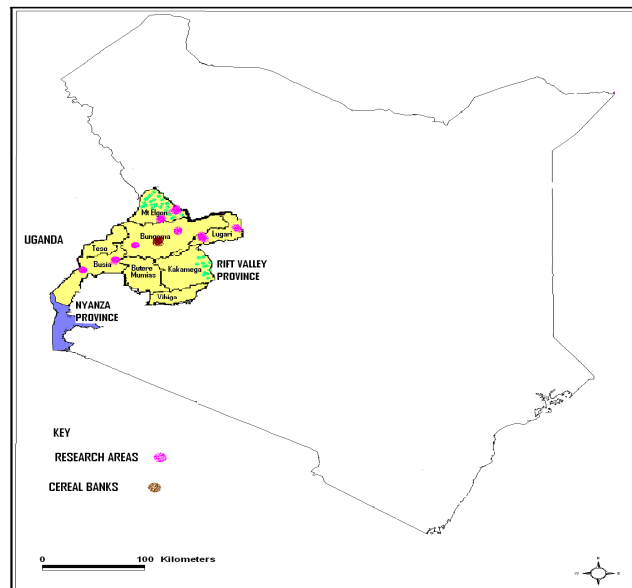 Mt Elgon
UGANDA
Bungoma
Lugari
Teso
Busia
Butere
Mumias
Kakamega
RIFT VALLEY
PROVINCE
Vihiga
NYANZA
PROVINCE
KEY
RESEARCH AREAS
CEREAL BANKS
0 100 Kilometers